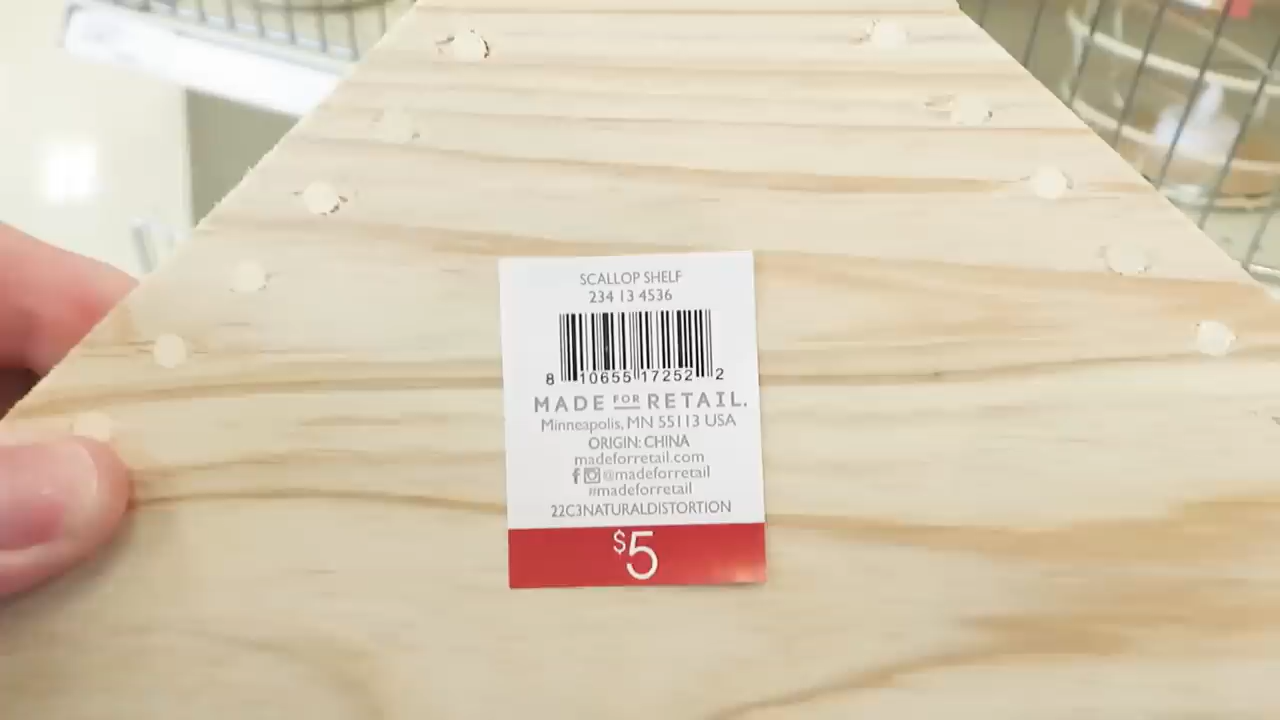 SCALLOP SHELF
234 13 4536
8 10655 17252 2
MADE FOR RETAIL.
Minneapolis, MN 55113 USA
ORIGIN: CHINA
madeforretail.com
@madeforretail
#madeforretail
22C3NATURALDISTORTION
$5